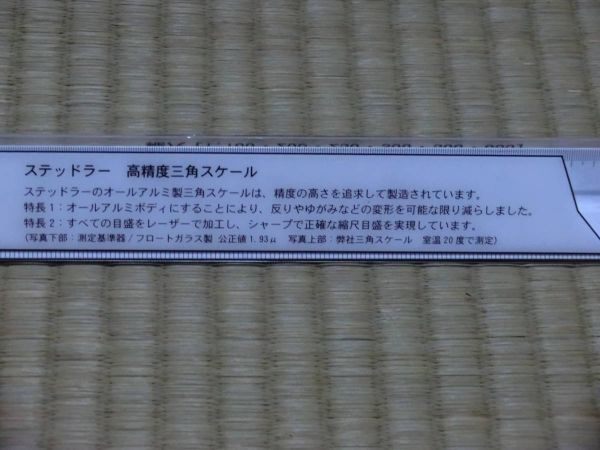 ステッドラー　高精度三角スケール
ステッドラーのオールアルミ製三角スケールは、精度の高さを追求して製造されています。
特長1：オールアルミボディにすることにより、反りやゆがみなどの変形を可能な限り減らしました。
特長2：すべての目盛をレーザーで加工し、シャープで正確な縮尺目盛を実現しています。
(写真下部：測定基準器/フロートガラス製 公正値1.93μ　写真上部：弊社三角スケール　室温20度で測定)